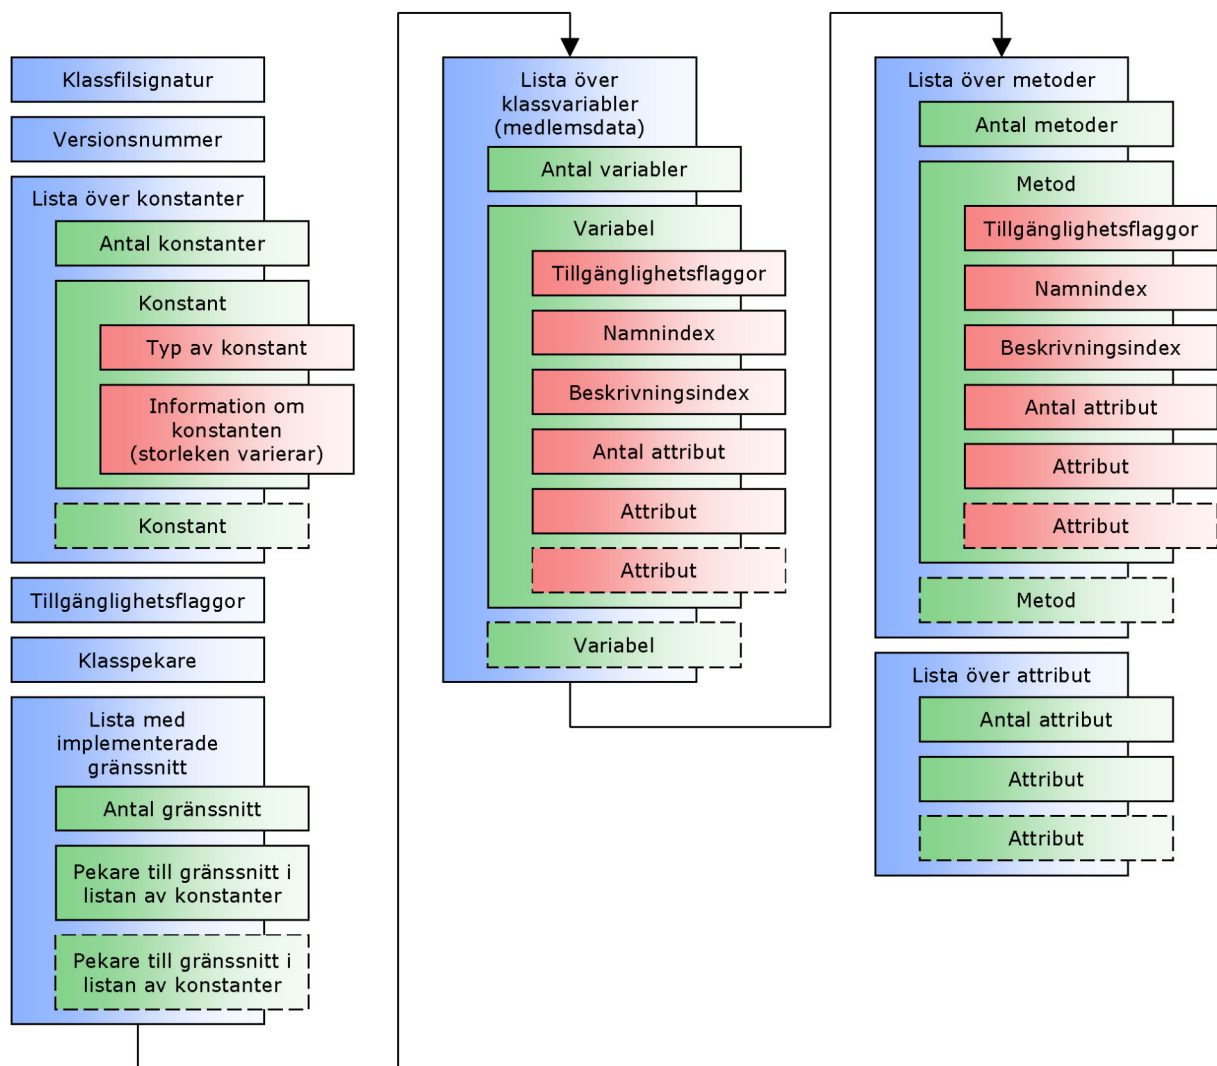 Klassfilsignatur
Versionsnummer
Lista över konstanter
Antal konstanter
Konstant
Typ av konstant
Information om
konstanten
(storleken varierar)
Konstant
Tillgänglighetsflaggor
Klasspekare
Lista med
implementerade
gränssnitt
Antal gränssnitt
Pekare till gränssnitt i
listan av konstanter
Pekare till gränssnitt i
listan av konstanter
Lista över
klassvariabler
(medlemsdata)
Antal variabler
Variabel
Tillgänglighetsflaggor
Namnindex
Beskrivningsindex
Antal attribut
Attribut
Attribut
Variabel
Lista över metoder
Antal metoder
Metod
Tillgänglighetsflaggor
Namnindex
Beskrivningsindex
Antal attribut
Attribut
Attribut
Metod
Lista över attribut
Antal attribut
Attribut
Attribut